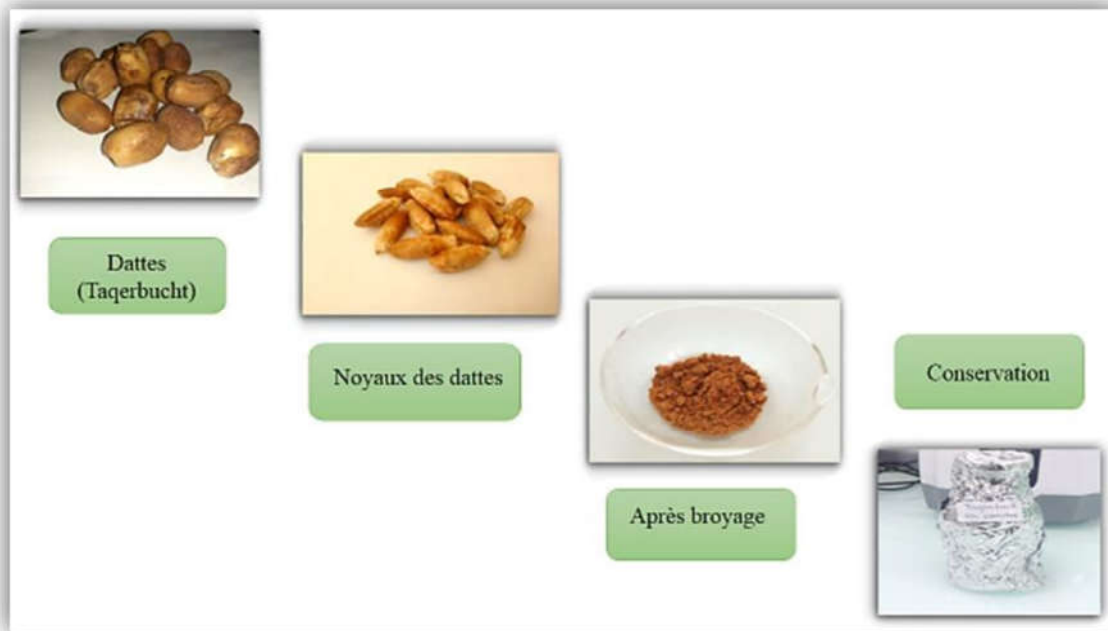 Dattes
(Taqerbucht)
Noyaux des dattes
Après broyage
Conservation